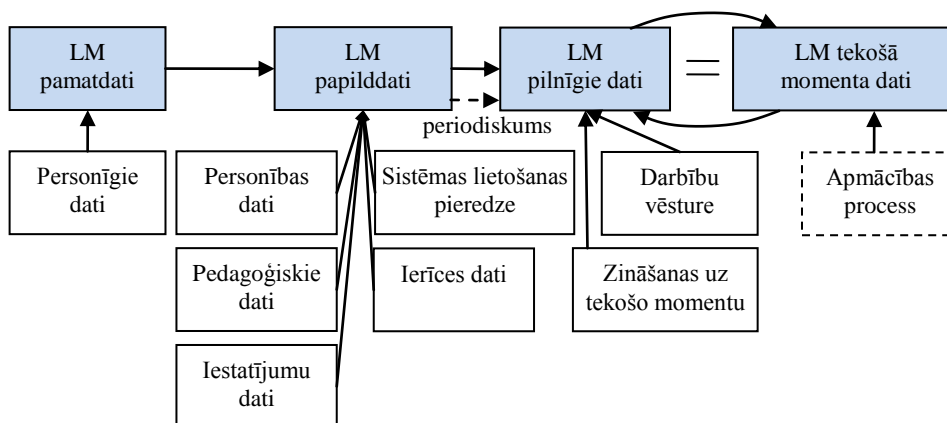 LM
pamatdati
LM
papilddati
LM
pilnīgie dati
=
LM tekošā
momenta dati
periodiskums
Personīgie
dati
Personības
dati
Sistēmas lietošanas
pieredze
Darbību
vēsture
Apmācības
process
Pedagoģiskie
dati
Ierīces dati
Zināšanas uz
tekošo momentu
Iestatījumu
dati